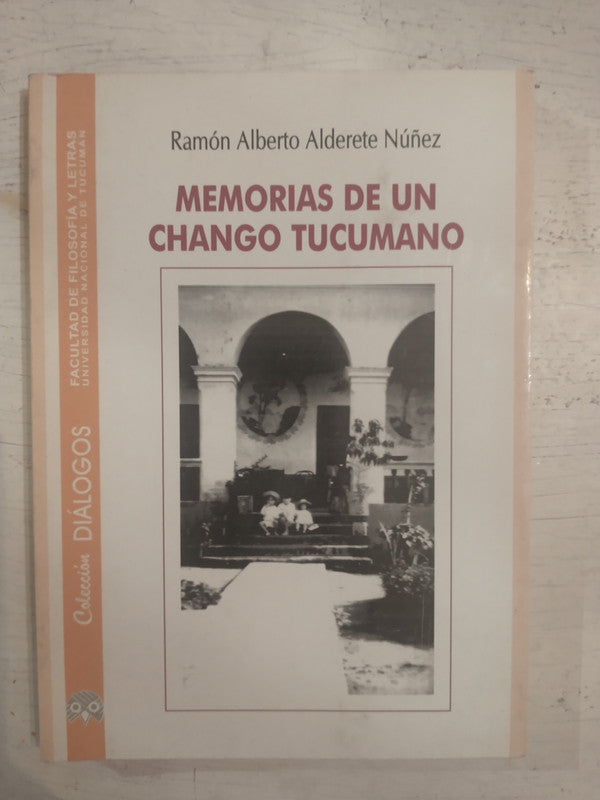 Ramón Alberto Alderete Núñez
MEMORIAS DE UN
CHANGO TUCUMANO
FACULTAD DE FILOSOFÍA Y LETRAS
UNIVERSIDAD NACIONAL DE TUCUMÁN
Colección DIÁLOGOS